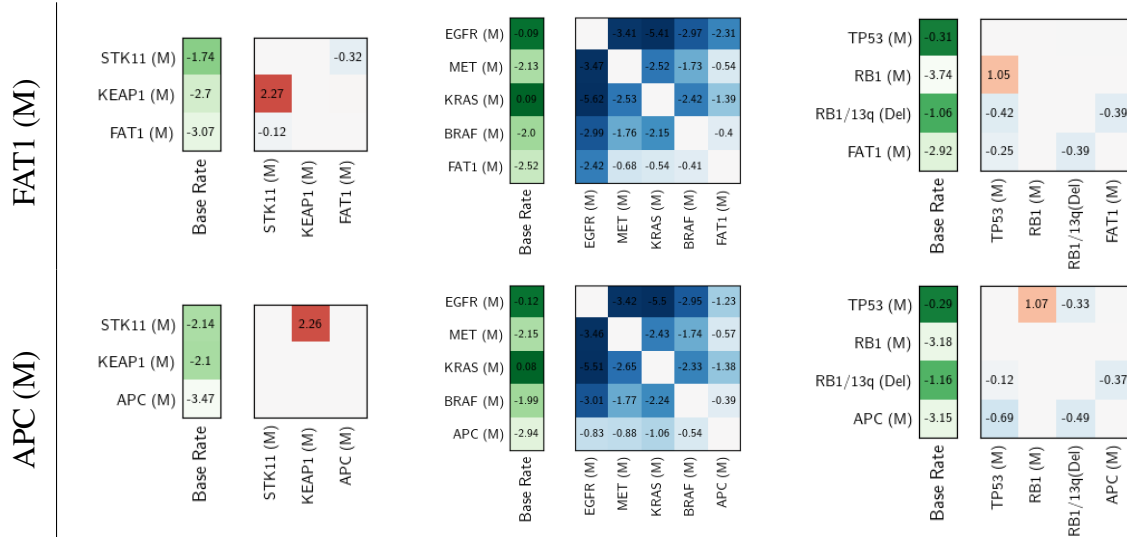 FAT1 (M)
STK11 (M) -1.74 -0.32
KEAP1 (M) -2.7 2.27
FAT1 (M) -3.07 -0.12
Base Rate STK11 (M) KEAP1 (M) FAT1 (M)
EGFR (M) -0.09 -3.41 -5.41 -2.97 -2.31
MET (M) -2.13 -3.47 -2.52 -1.73 -0.54
KRAS (M) 0.09 -5.62 -2.53 -2.42 -1.39
BRAF (M) -2.0 -2.99 -1.76 -2.15 -0.4
FAT1 (M) -2.52 -2.42 -0.68 -0.54 -0.41
Base Rate EGFR (M) MET (M) KRAS (M) BRAF (M) FAT1 (M)
TP53 (M) -0.31
RB1 (M) -3.74 1.05
RB1/13q (Del) -1.06 -0.42 -0.39
FAT1 (M) -2.92 -0.25 -0.39
Base Rate TP53 (M) RB1 (M) RB1/13q(Del) FAT1 (M)
APC (M)
STK11 (M) -2.14 2.26
KEAP1 (M) -2.1
APC (M) -3.47
Base Rate STK11 (M) KEAP1 (M) APC (M)
EGFR (M) -0.12 -3.42 -5.5 -2.95 -1.23
MET (M) -2.15 -3.46 -2.43 -1.74 -0.57
KRAS (M) 0.08 -5.51 -2.65 -2.33 -1.38
BRAF (M) -1.99 -3.01 -1.77 -2.24 -0.39
APC (M) -2.94 -0.83 -0.88 -1.06 -0.54
Base Rate EGFR (M) MET (M) KRAS (M) BRAF (M) APC (M)
TP53 (M) -0.29 1.07 -0.33
RB1 (M) -3.18
RB1/13q (Del) -1.16 -0.12 -0.37
APC (M) -3.15 -0.69 -0.49
Base Rate TP53 (M) RB1 (M) RB1/13q(Del) APC (M)